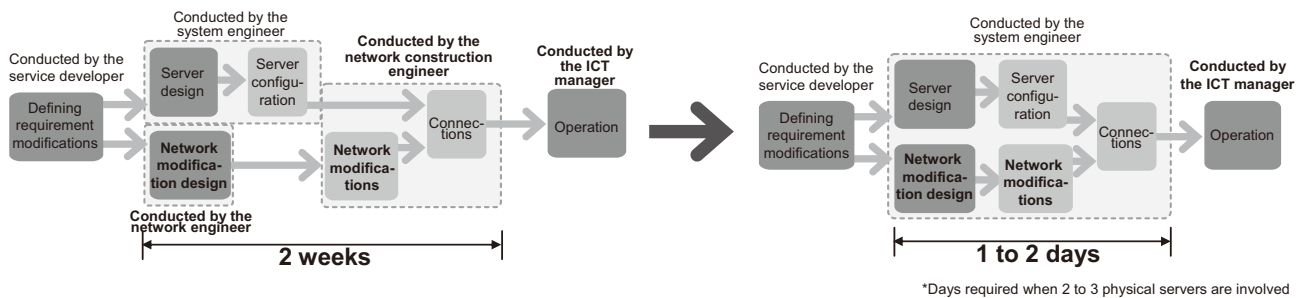 Conducted by the
service developer
Defining
requirement
modifications
Conducted by the
system engineer
Server
design
Server
configu-
ration
Network
modifica-
tion design
Conducted by the
network engineer
Conducted by the
network construction
engineer
Network
modifica-
tions
Connec-
tions
Conducted by
the ICT
manager
Operation
2 weeks
Conducted by the
service developer
Defining
requirement
modifications
Conducted by the
system engineer
Server
design
Server
configu-
ration
Network
modifica-
tion design
Network
modifica-
tions
Connec-
tions
Conducted by
the ICT manager
Operation
1 to 2 days
*Days required when 2 to 3 physical servers are involved